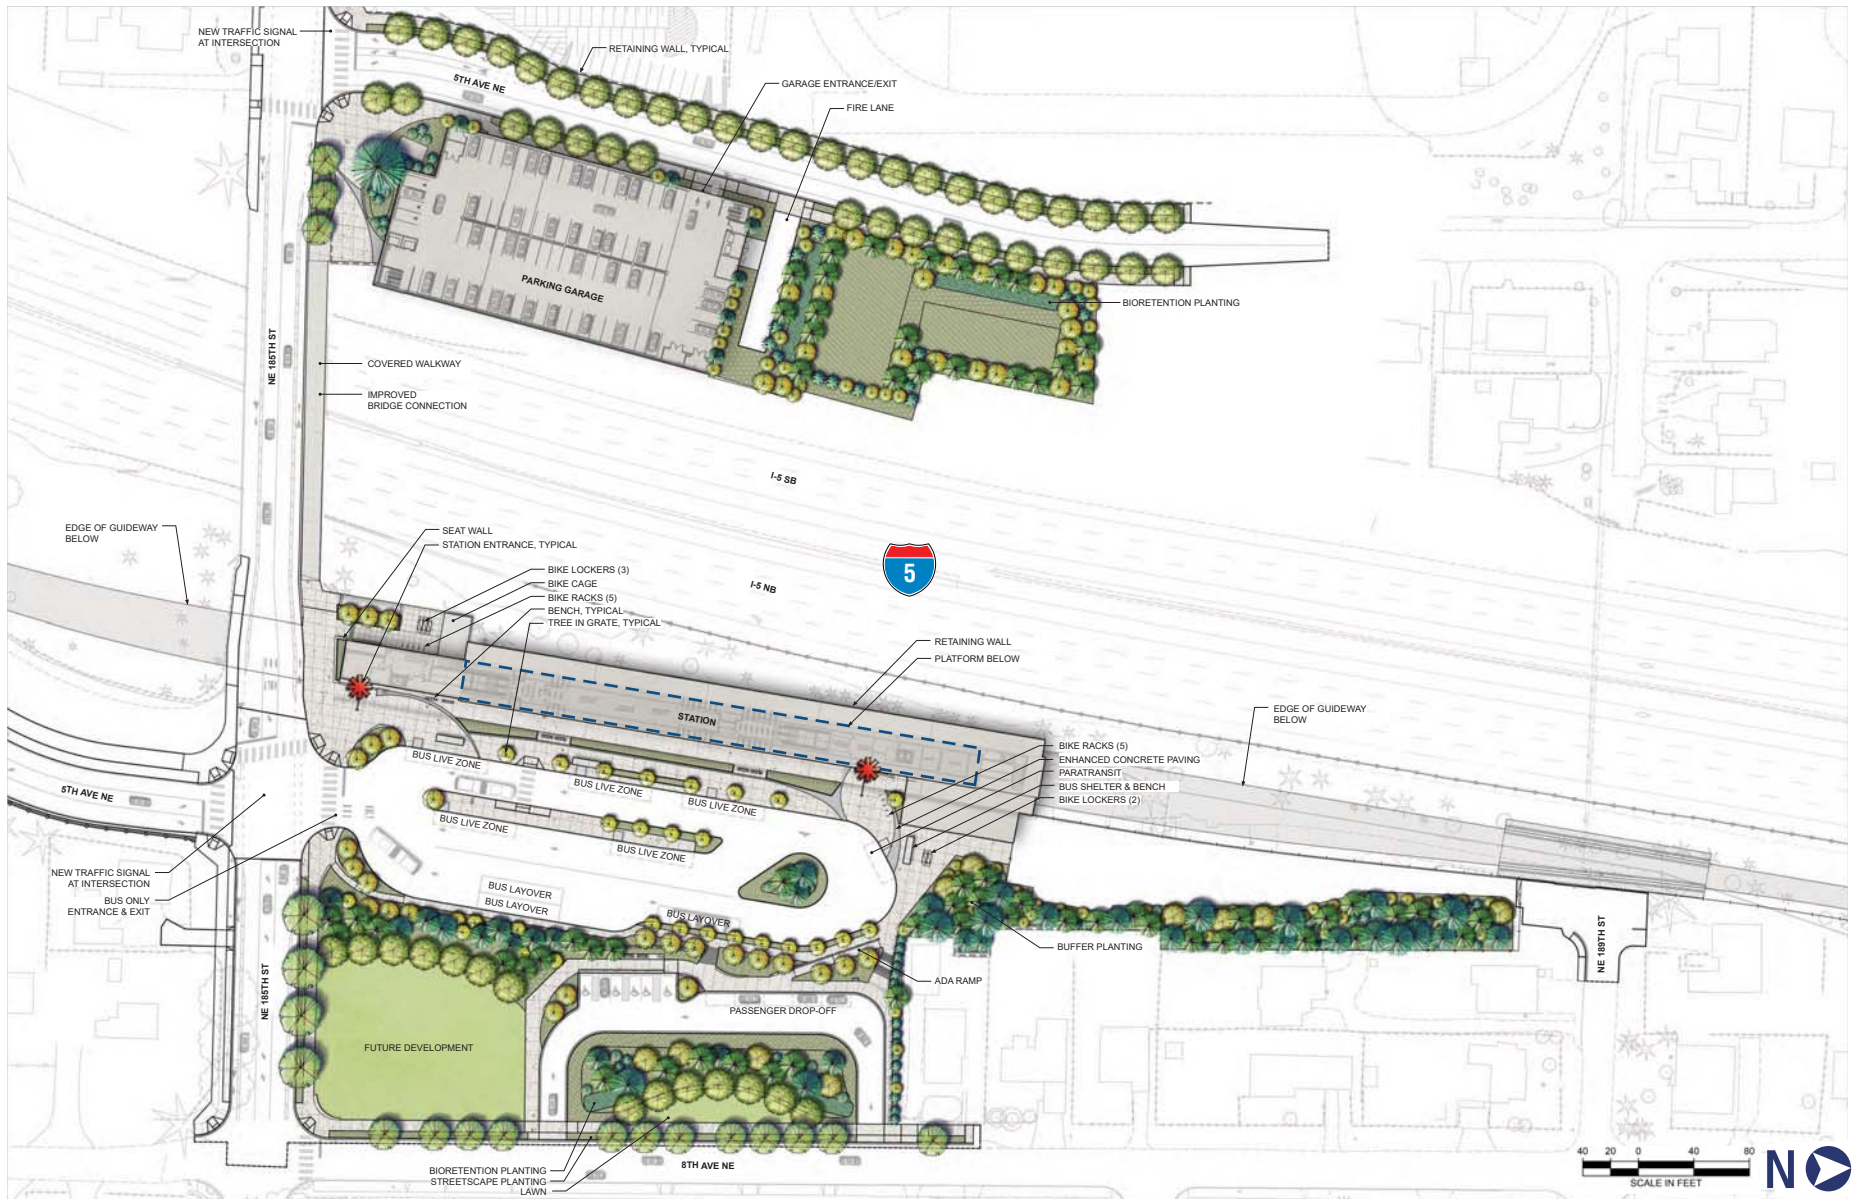 NEW TRAFFIC SIGNAL
AT INTERSECTION
RETAINING WALL, TYPICAL
5TH AVE NE
GARAGE ENTRANCE/EXIT
FIRE LANE
PARKING GARAGE
BIORETENTION PLANTING
NE 185TH ST
COVERED WALKWAY
IMPROVED
BRIDGE CONNECTION
I-5 SB
5
I-5 NB
EDGE OF GUIDEWAY
BELOW
SEAT WALL
STATION ENTRANCE, TYPICAL
BIKE LOCKERS (3)
BIKE CAGE
BIKE RACKS (5)
BENCH, TYPICAL
TREE IN GRATE, TYPICAL
RETAINING WALL
PLATFORM BELOW
STATION
EDGE OF GUIDEWAY
BELOW
BIKE RACKS (5)
ENHANCED CONCRETE PAVING
PARATRANSIT
BUS SHELTER & BENCH
BIKE LOCKERS (2)
BUS LIVE ZONE
BUS LIVE ZONE
BUS LIVE ZONE
BUS LIVE ZONE
BUS LIVE ZONE
5TH AVE NE
NEW TRAFFIC SIGNAL
AT INTERSECTION
BUS ONLY
ENTRANCE & EXIT
BUS LAYOVER
BUS LAYOVER
BUS LAYOVER
BUFFER PLANTING
ADA RAMP
NE 189TH ST
NE 185TH ST
PASSENGER DROP-OFF
FUTURE DEVELOPMENT
BIORETENTION PLANTING
STREETSCAPE PLANTING
LAWN
8TH AVE NE
40 20 0 40 80
SCALE IN FEET
N